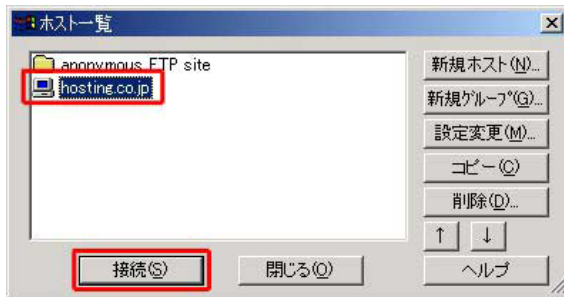 ホスト一覧
anonymous FTP site
hosting.co.jp
新規ホスト(N)...
新規グループ(G)...
設定変更(M)...
コピー(C)
削除(D)...
↑ ↓
接続(S)
閉じる(O)
ヘルプ